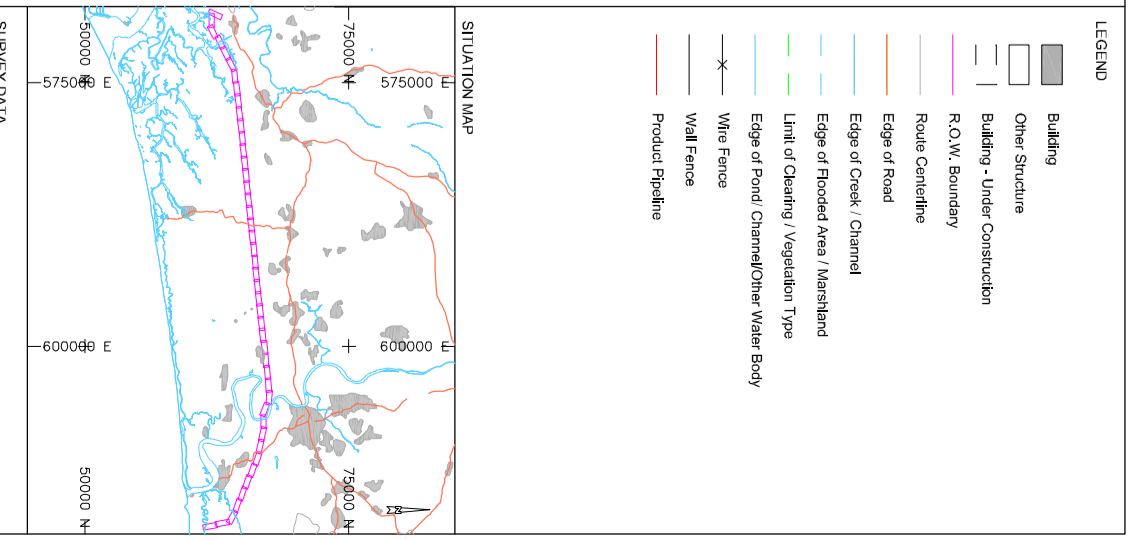 LEGEND
Building
Other Structure
Building - Under Construction
R.O.W. Boundary
Route Centerline
Edge of Road
Edge of Creek / Channel
Edge of Flooded Area / Marshland
Limit of Clearing / Vegetation Type
Edge of Pond/ Channel/Other Water Body
Wire Fence
Wall Fence
Product Pipeline
SITUATION MAP
575000 E
600000 E
75000 N
75000 N
50000 N
50000 N
575000 E
600000 E
SURVEY DATA